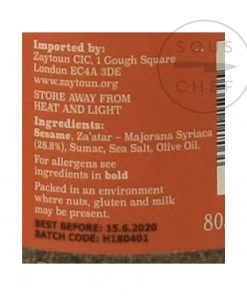 Imported by:
Zaytoun CIC, 1 Gough Square
London EC4A 3DE
www.zaytoun.org
STORE AWAY FROM
HEAT AND LIGHT
Ingredients:
Sesame, Za'atar – Majorana Syriaca
(28.8%), Sumac, Sea Salt, Olive Oil.
For allergens see
ingredients in bold
Packed in an environment
where nuts, gluten and milk
may be present.
BEST BEFORE: 15.6.2020
BATCH CODE: H180401
80
SOUS
CHEF